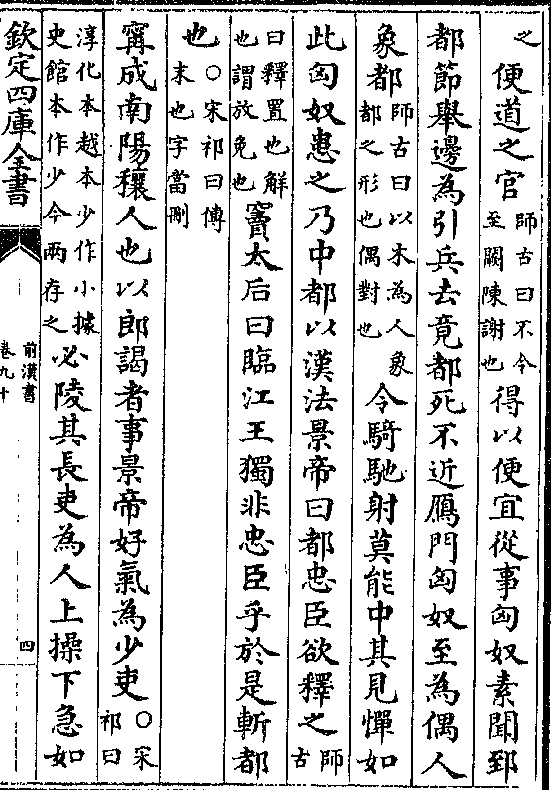 之便道之官師古曰不令至闕陳謝也得以便宜從事匈奴素聞郅
都節舉邊為引兵去竟都死不近鴈門匈奴至為偶人
象都師古曰以木為人象都之形也偶對也令騎馳射莫能中其見憚如
此匈奴患之乃中都以漢法景帝曰都忠臣欲釋之師古
曰釋置也解也謂放免也竇太后曰臨江王獨非忠臣乎於是斬都
也○宋祁曰傳末也字當刪
甯成南陽穰人也以郎謁者事景帝好氣為少吏○宋祁曰
淳化本越本少作小據史館本作少今兩存之必陵其長吏為人上操下急如
欽定四庫全書
前漢書
卷九十
四